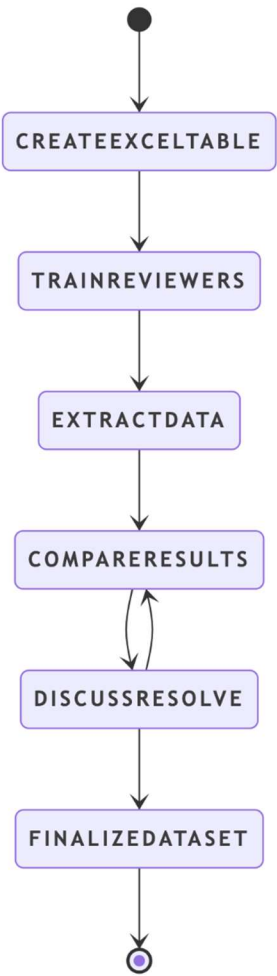 CREATEEXCELTABLE
TRAINREVIEWERS
EXTRACTDATA
COMPARERESULTS
DISCUSSRESOLVE
FINALIZEDATASET